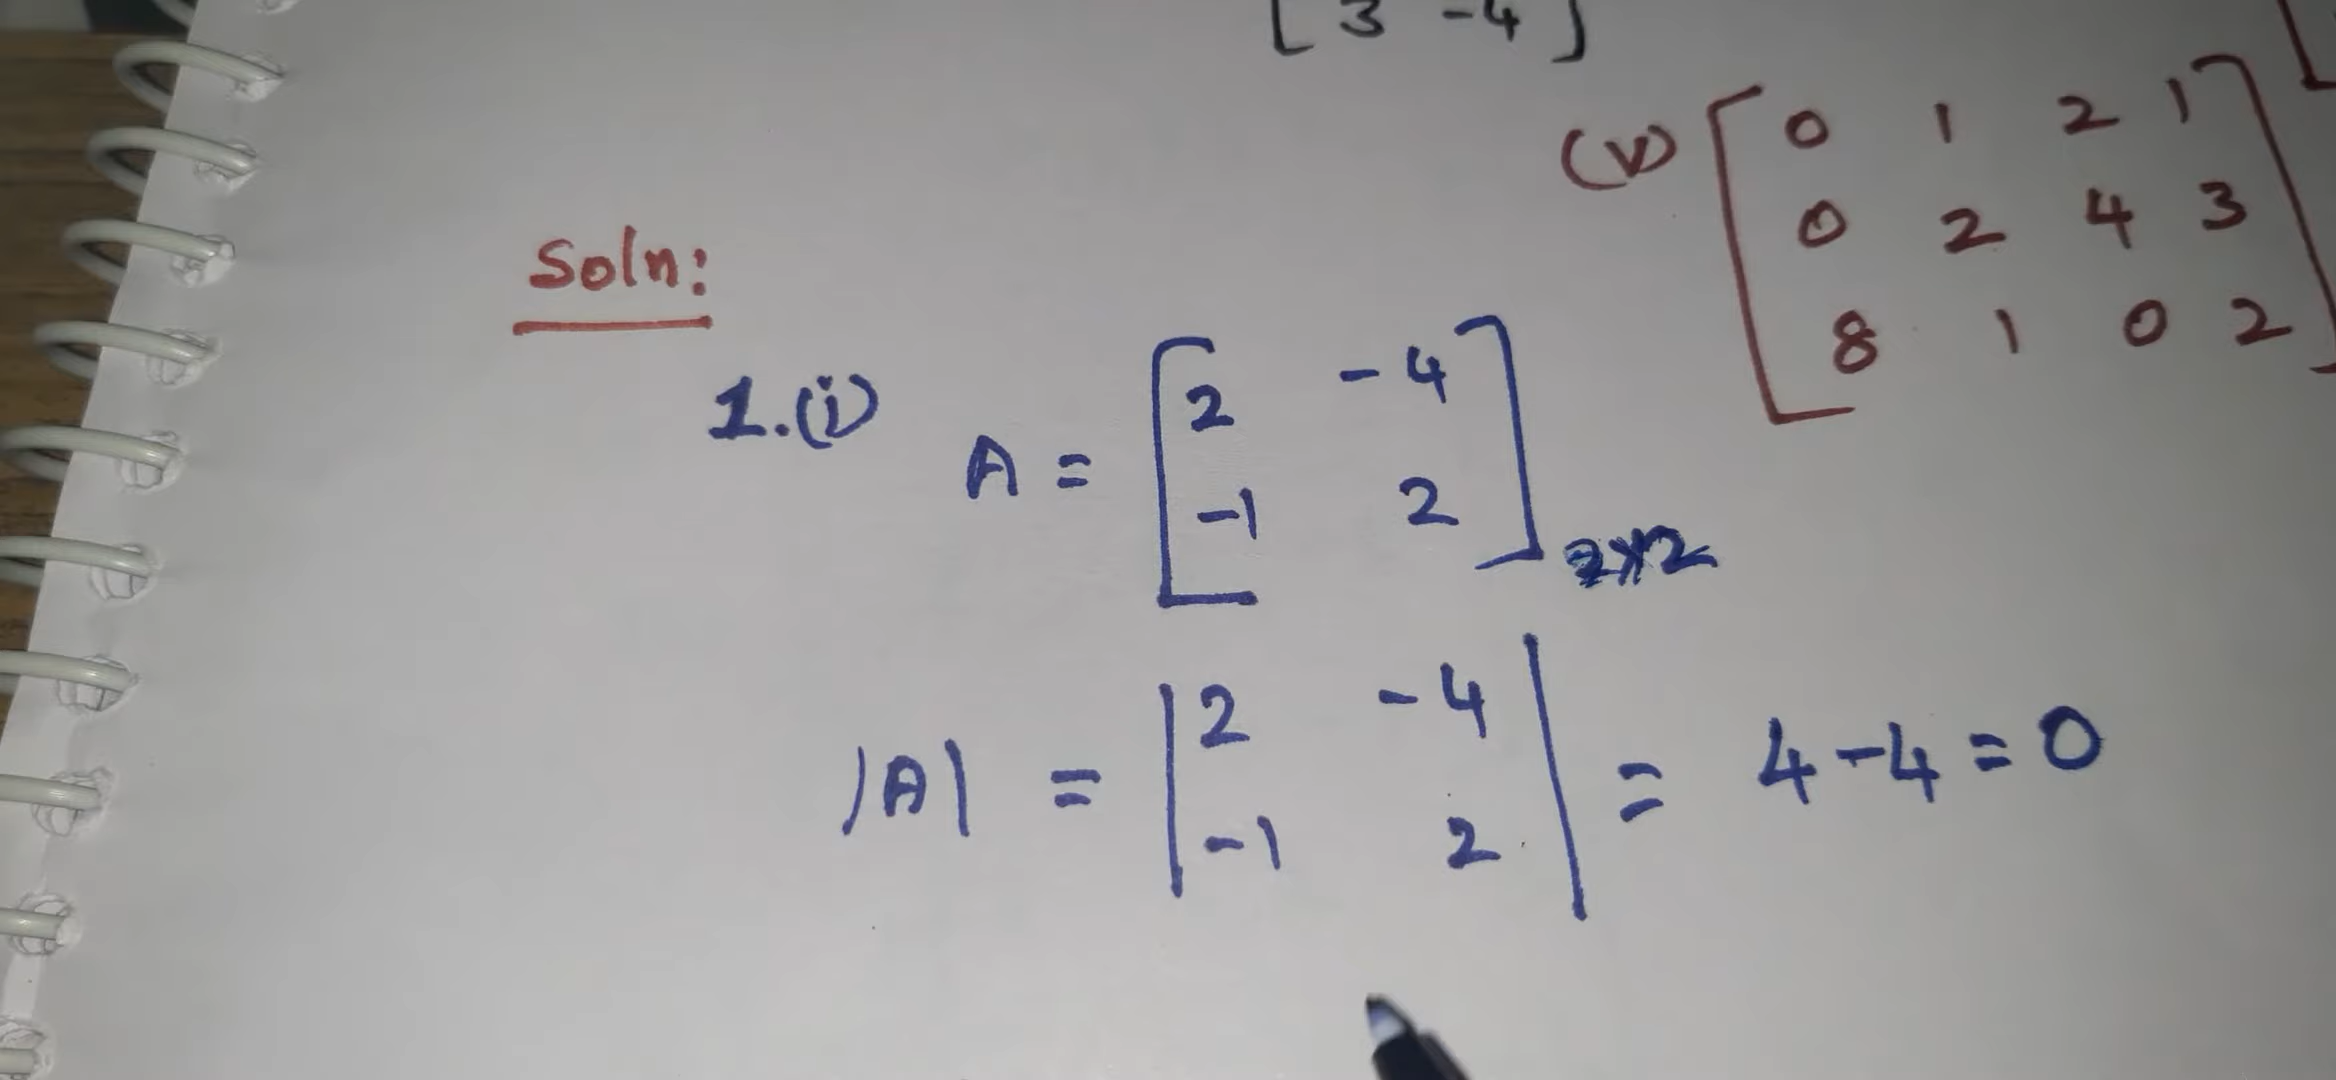 [ 3 -4 ]
(v) [ 0 1 2 1
0 2 4 3
8 1 0 2 ]
Soln:
1.(i) A = [ 2 -4
-1 2 ] 2×2
|A| = | 2 -4
-1 2 | = 4-4=0